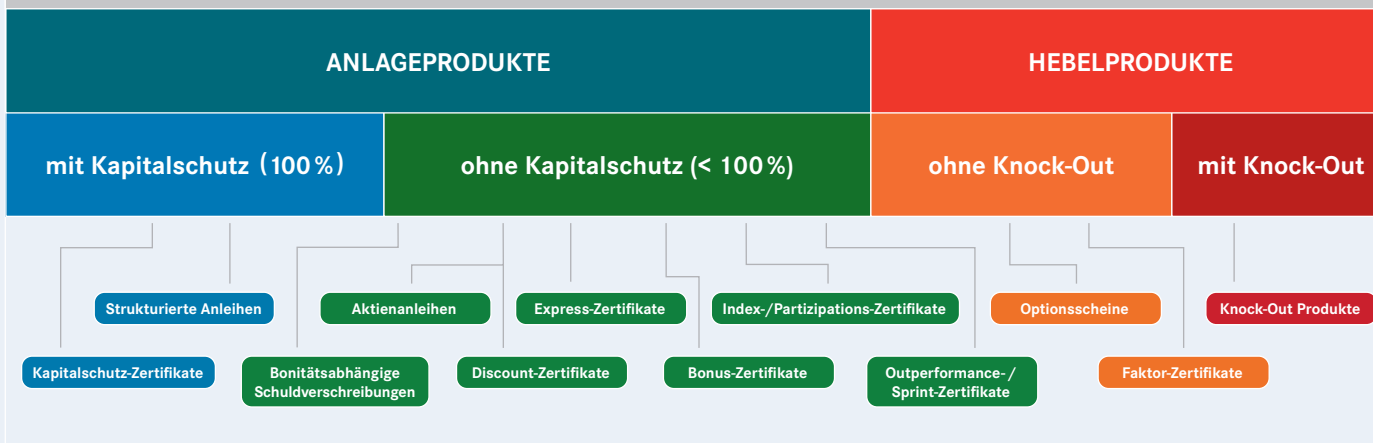 ANLAGEPRODUKTE
HEBELPRODUKTE
mit Kapitalschutz (100 %)
ohne Kapitalschutz (< 100 %)
ohne Knock-Out
mit Knock-Out
Strukturierte Anleihen
Aktienanleihen
Express-Zertifikate
Index-/Partizipations-Zertifikate
Optionsscheine
Knock-Out Produkte
Kapitalschutz-Zertifikate
Bonitätsabhängige
Schuldverschreibungen
Discount-Zertifikate
Bonus-Zertifikate
Outperformance-/
Sprint-Zertifikate
Faktor-Zertifikate